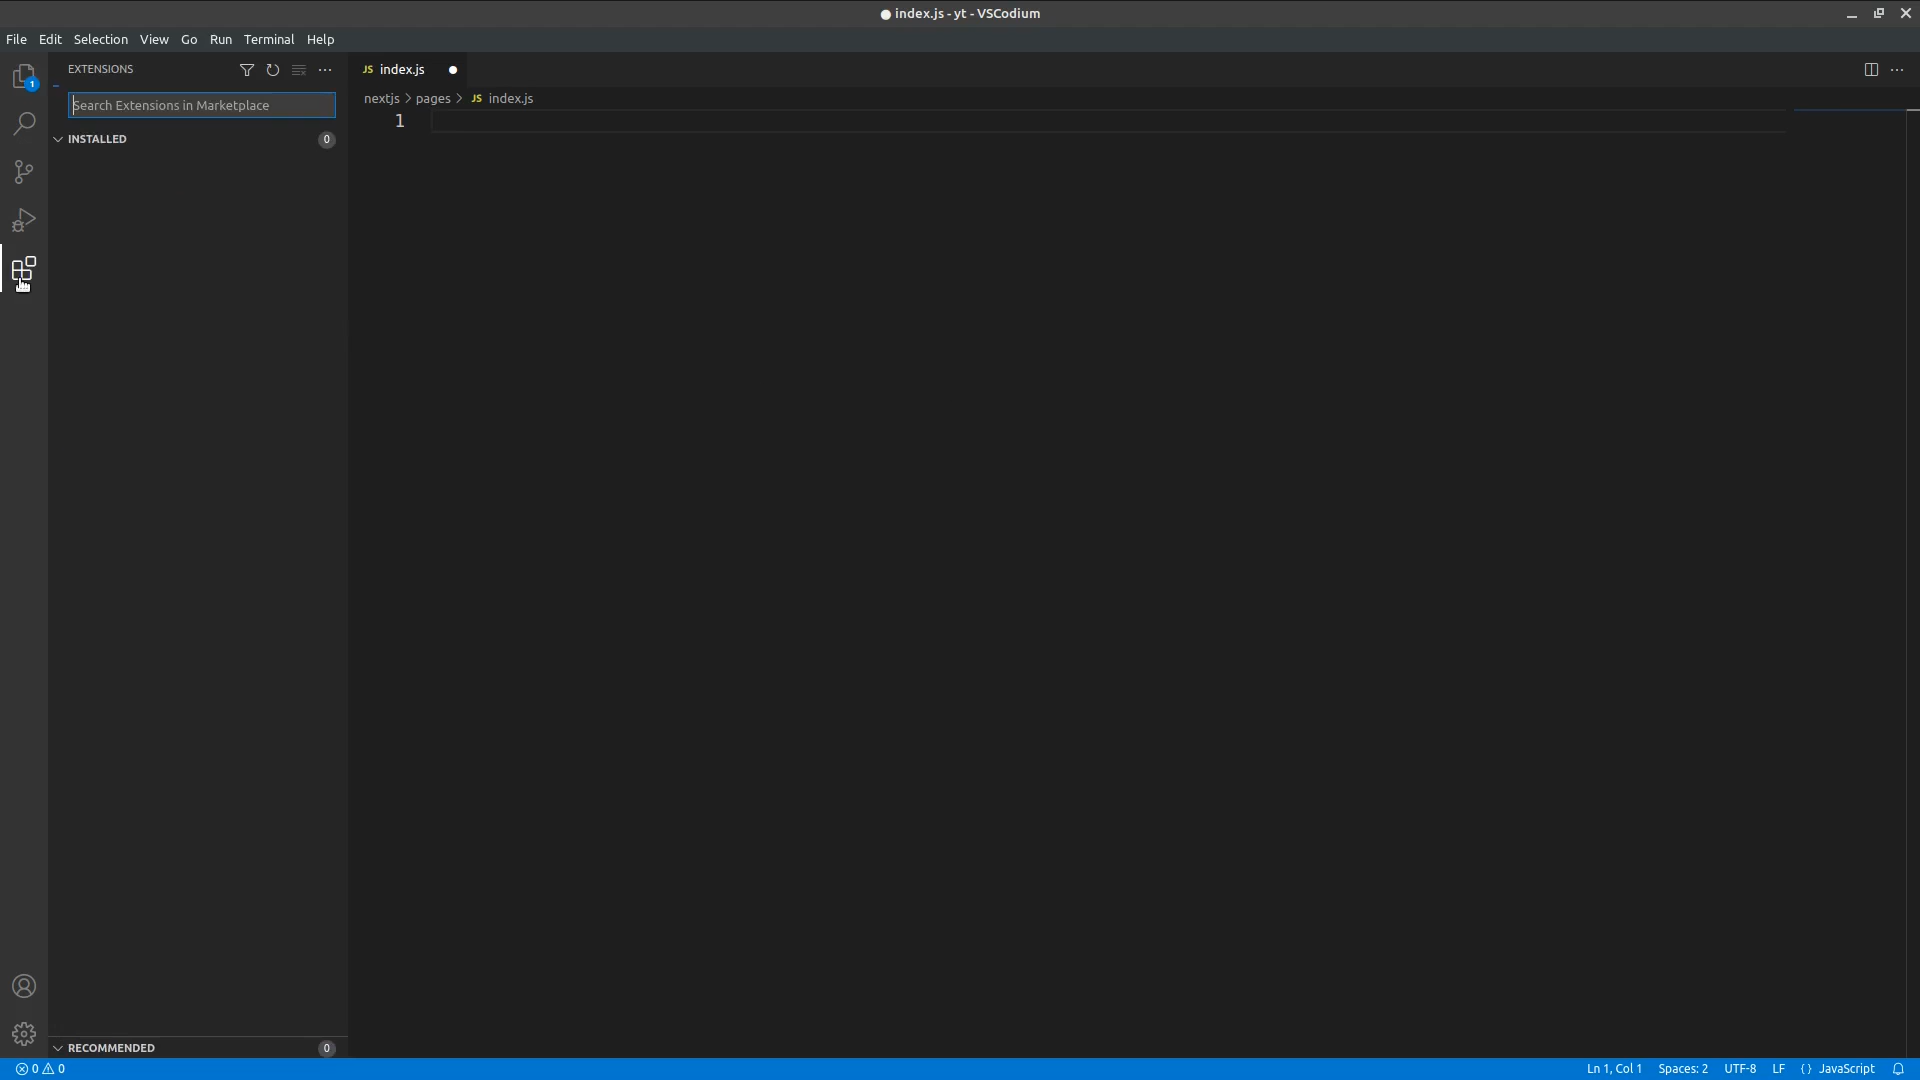 ● index.js - yt - VSCodium
File Edit Selection View Go Run Terminal Help
EXTENSIONS
JS index.js
1
Search Extensions in Marketplace
nextjs > pages > JS index.js
1
INSTALLED 0
RECOMMENDED 0
0 0 Ln 1, Col 1 Spaces: 2 UTF-8 LF {} JavaScript